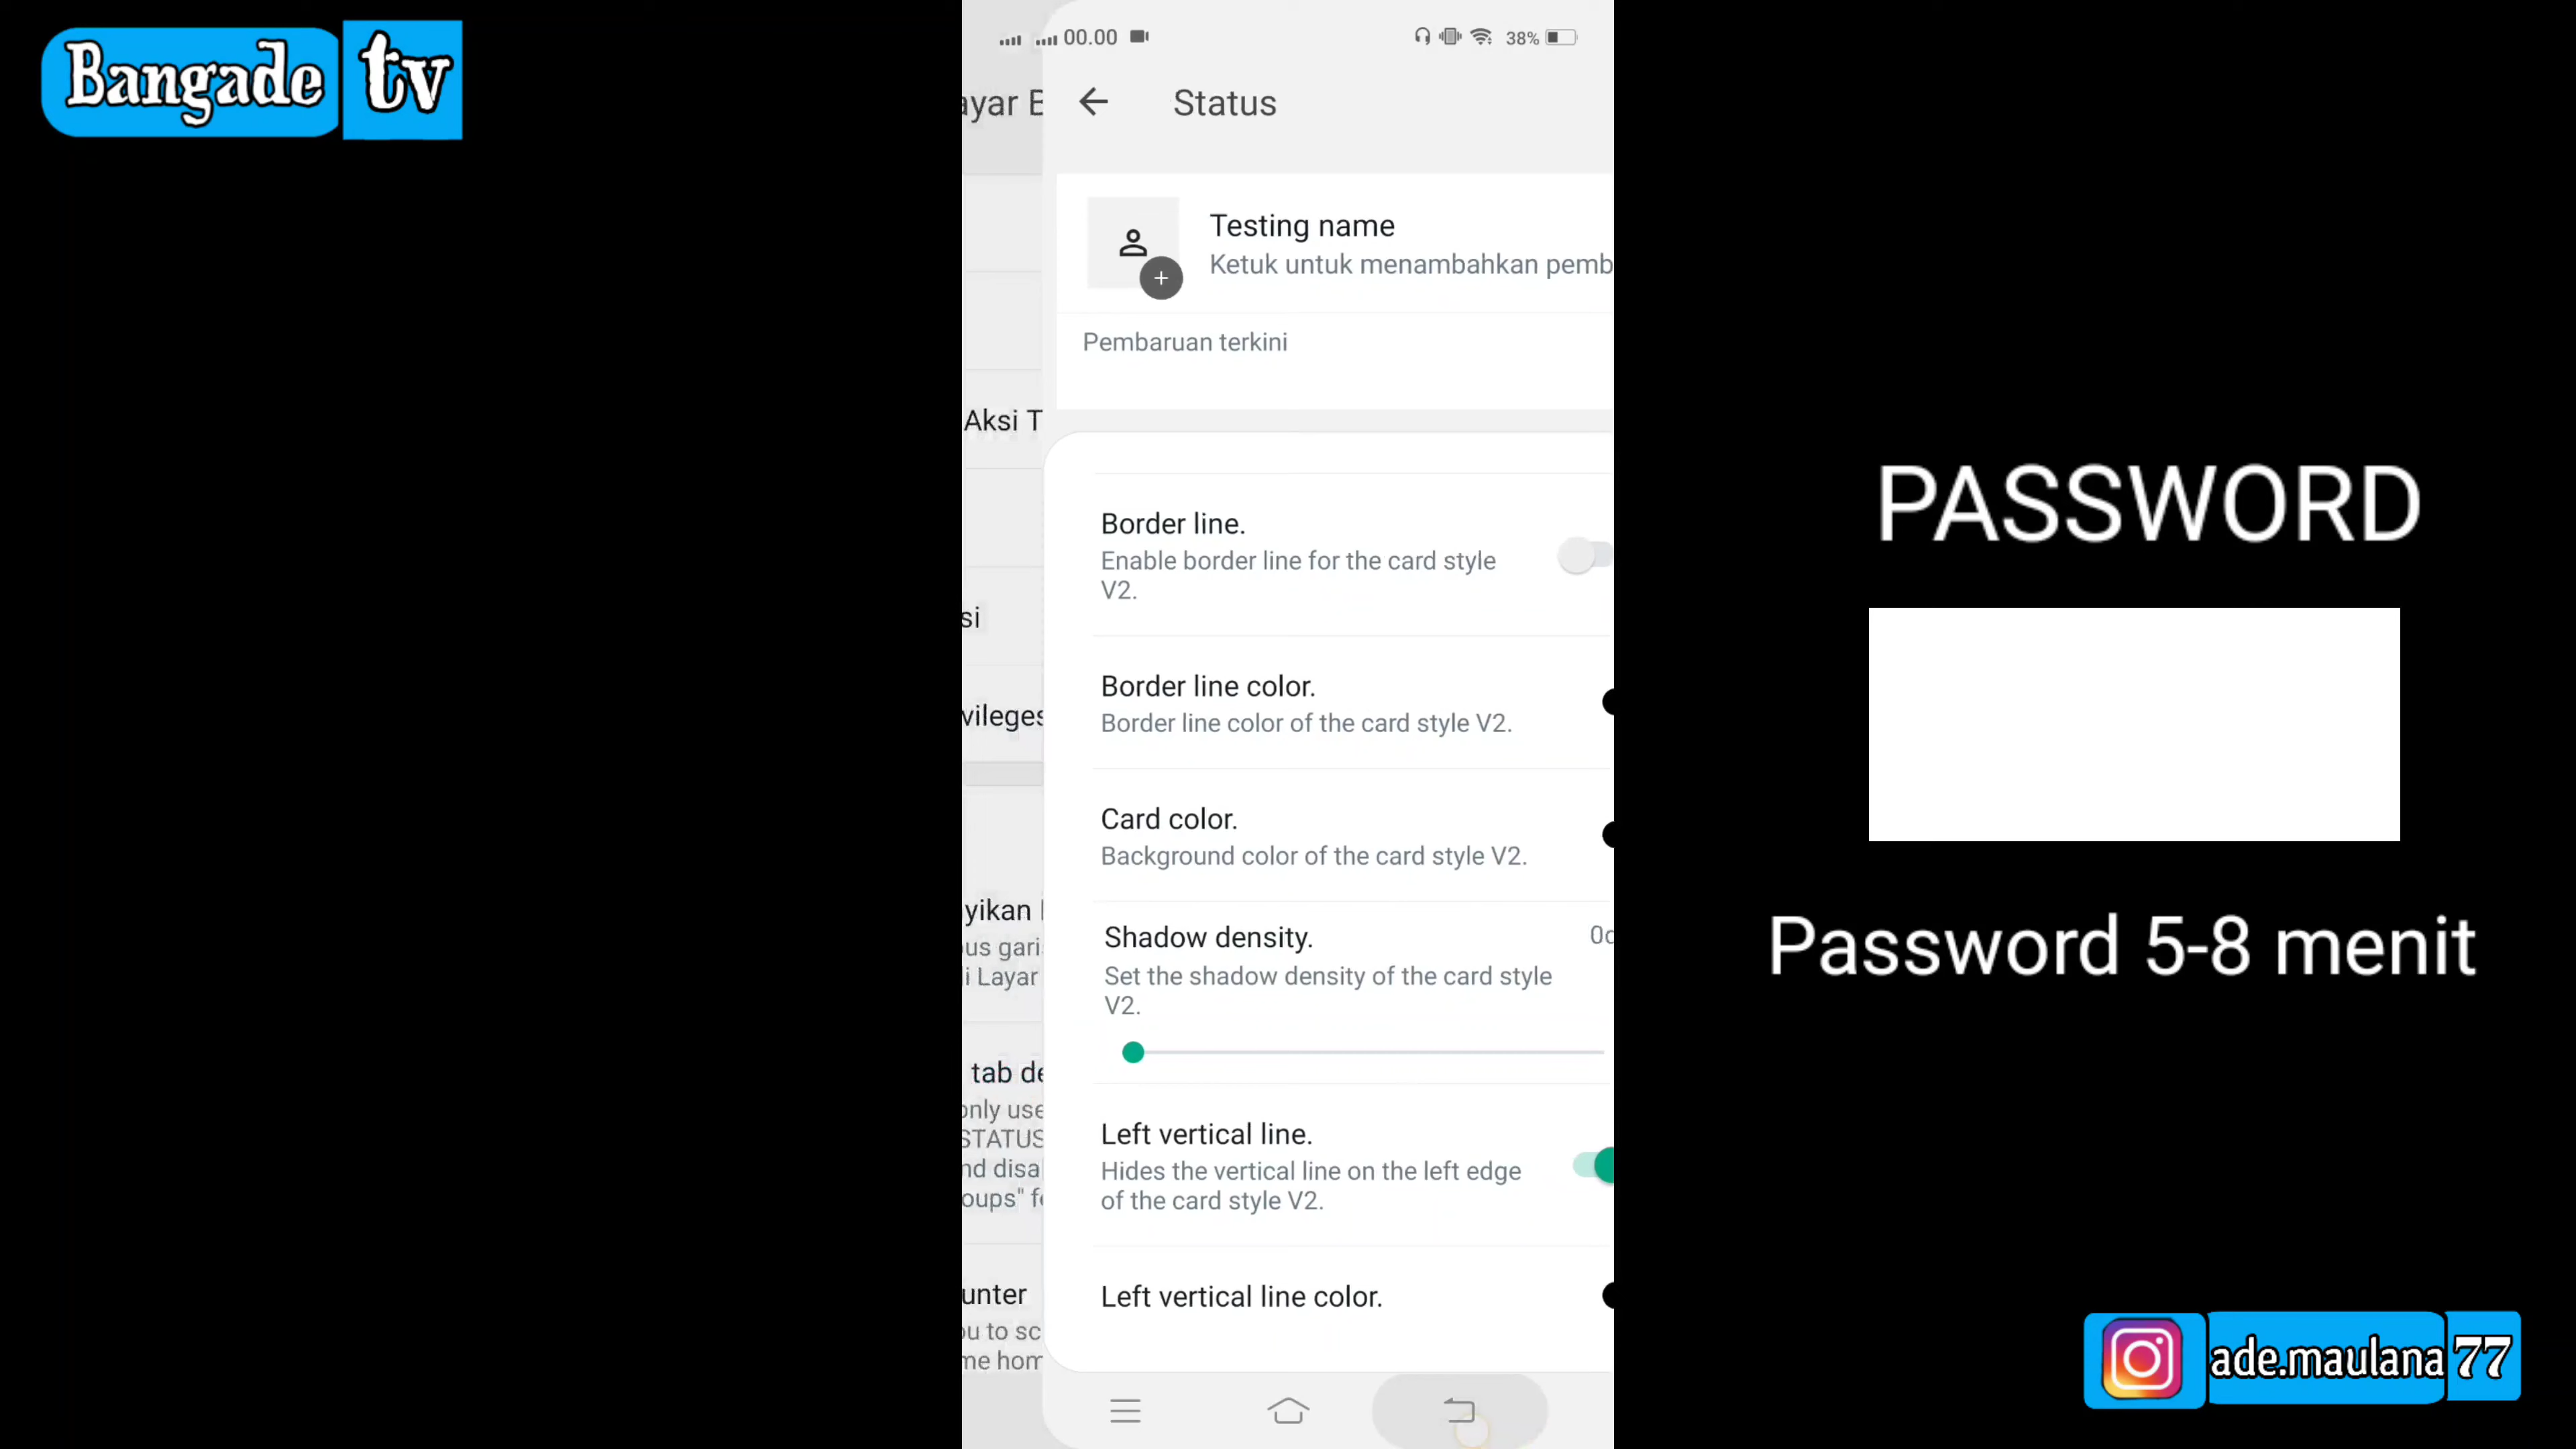 Bangade tv
00.00
38%
ayar B
Status
Testing name
Ketuk untuk menambahkan pemb
Pembaruan terkini
Aksi T
si
vileges
yikan
ous gari
i Layar
tab de
only use
STATUS
nd disa
oups" fe
unter
ou to sc
me hom
Border line.
Enable border line for the card style
V2.
Border line color.
Border line color of the card style V2.
Card color.
Background color of the card style V2.
Shadow density.
0d
Set the shadow density of the card style
V2.
Left vertical line.
Hides the vertical line on the left edge
of the card style V2.
Left vertical line color.
PASSWORD
Password 5-8 menit
ade.maulana 77